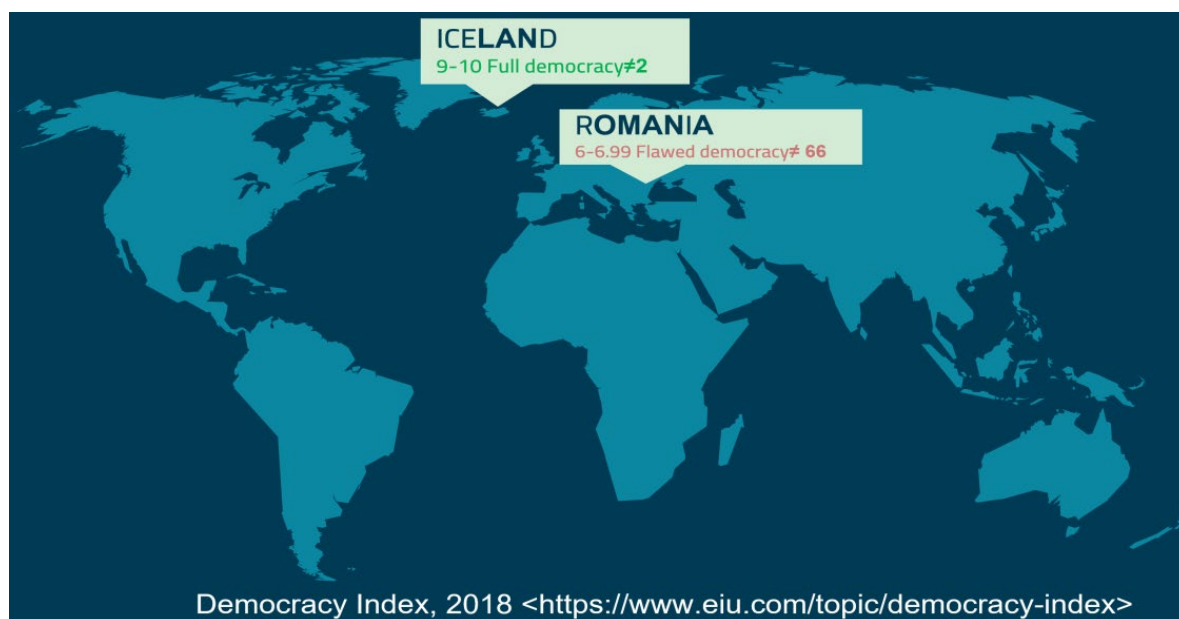 ICELAND
9-10 Full democracy≠2
ROMANIA
6-6.99 Flawed democracy≠ 66
Democracy Index, 2018 <https://www.eiu.com/topic/democracy-index>